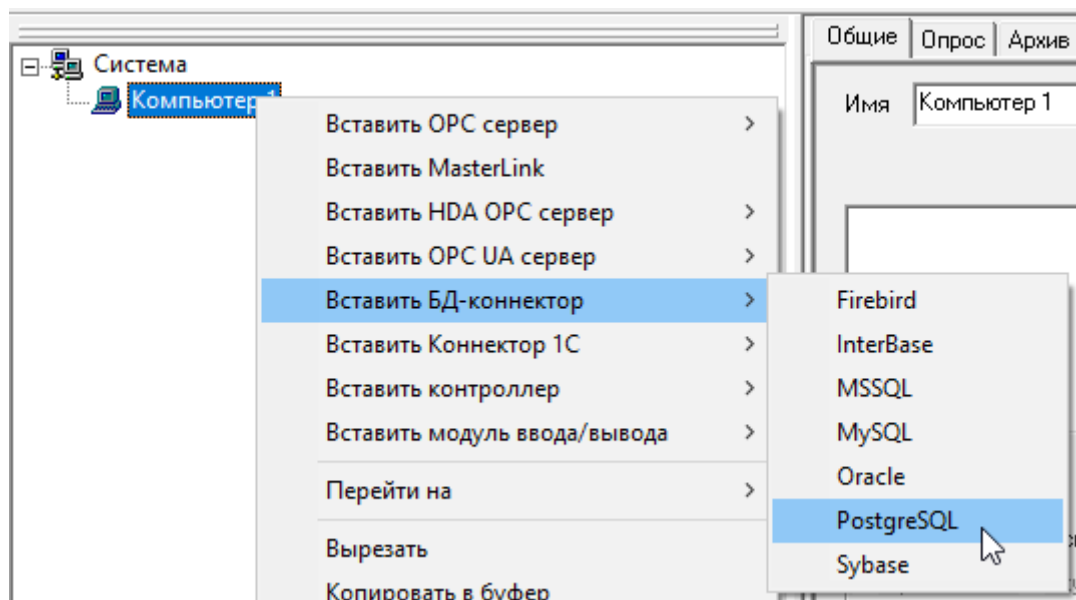 Система
Компьютер 1
Общие Опрос Архив
Имя Компьютер 1
Вставить OPC сервер
Вставить MasterLink
Вставить HDA OPC сервер
Вставить OPC UA сервер
Вставить БД-коннектор
Вставить Коннектор 1С
Вставить контроллер
Вставить модуль ввода/вывода
Перейти на
Вырезать
Копировать в буфер
Firebird
InterBase
MSSQL
MySQL
Oracle
PostgreSQL
Sybase